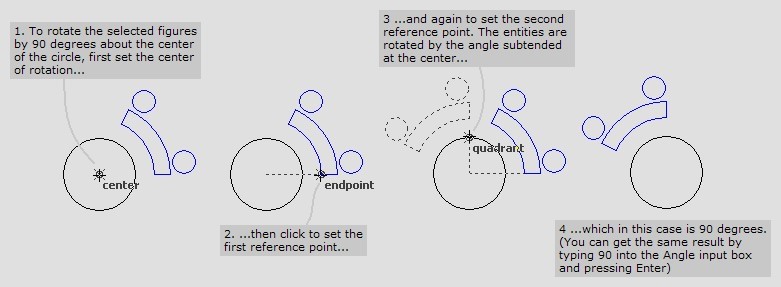 1. To rotate the selected figures
by 90 degrees about the center
of the circle, first set the center
of rotation...
center
2. ...then click to set the
first reference point...
endpoint
3 ...and again to set the second
reference point. The entities are
rotated by the angle subtended
at the center...
quadrant
4 ...which in this case is 90 degrees.
(You can get the same result by
typing 90 into the Angle input box
and pressing Enter)